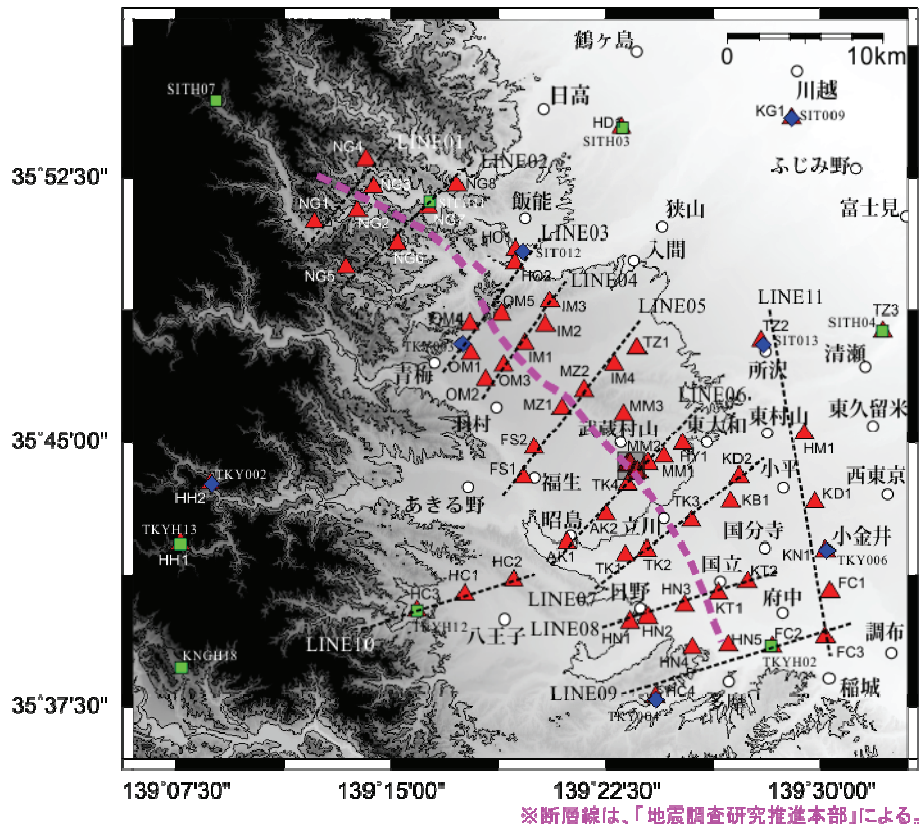 鶴ヶ島
0 10km
SITH07
日高
川越
KG1 SIT009
HD1
SITH03
NG4 LINE01
LINE02
ふじみ野
35°52'30"
NG3
NG8
飯能
NG1
NG2
NG7
狭山
富士見
NG6
HO1
LINE03
SIT012
入間
NG5
HO2
LINE04
OM5
IM3
LINE05
LINE11
TZ3
SITH04
OM4
IM2
TZ2
SIT013
TKY003
IM1
TZ1
所沢
清瀬
青梅
OM1
OM3
MZ2
IM4
OM2
羽村
MZ1
MM3
LINE06
東久留米
35°45'00"
武蔵村山
東大和
東村山
FS2
MM2
HY1
HM1
FS1
MM1
KD2
小平
西東京
TKY002
HH2
福生
TK4
あきる野
TK3
KB1
KD1
TKYH13
昭島
AK2
立川
国分寺
小金井
HH1
AK1
TK1
TK2
KN1
TKY006
HC2
国立
KT2
HC1
LINE07
日野
HN3
FC1
HC3
KT1
府中
TKYH12
八王子
LINE08
HN1
HN2
LINE10
HN5
FC2
調布
KNGH18
HN4
TKYH02
FC3
LINE09
HC4
稲城
35°37'30"
TKY004
多摩
139°07'30" 139°15'00" 139°22'30" 139°30'00"
※断層線は、「地震調査研究推進本部」による。